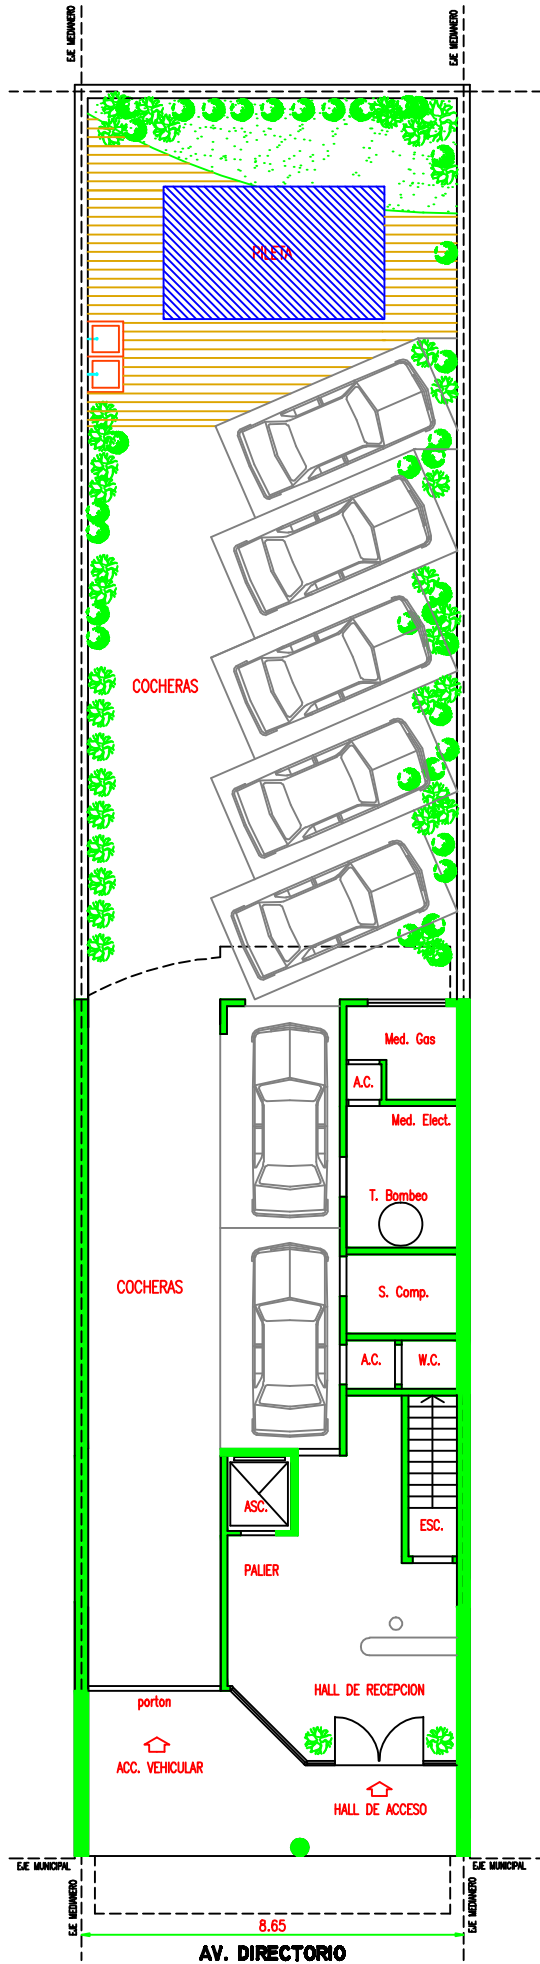 EJE MEDIANERO
EJE MEDIANERO
PILETA
COCHERAS
Med. Gas
A.C.
Med. Elect.
T. Bombeo
COCHERAS
S. Comp.
A.C.
W.C.
ASC.
ESC.
PALIER
HALL DE RECEPCION
porton
ACC. VEHICULAR
HALL DE ACCESO
EJE MUNICIPAL
EJE MUNICIPAL
EJE MEDIANERO
EJE MEDIANERO
8.65
AV. DIRECTORIO